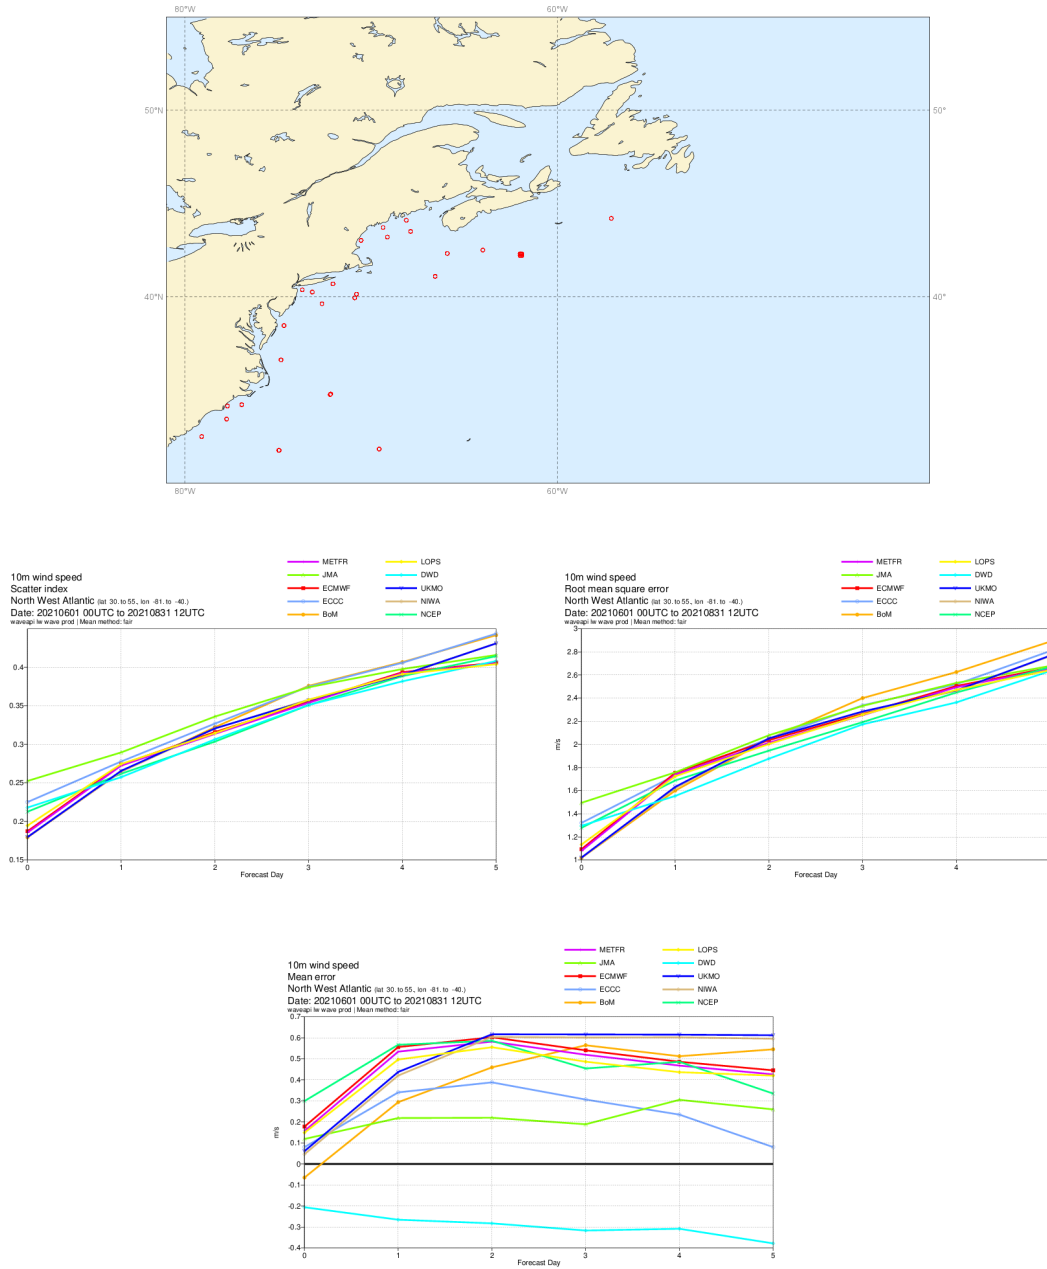 80°W 60°W
50°N 50°
40°N 40°
80°W 60°W
10m wind speed
Scatter index
North West Atlantic (lat 30. to 55., lon -81. to -40.)
Date: 20210601 00UTC to 20210831 12UTC
waveapi lw wave prod | Mean method: fair
METFR LOPS
JMA DWD
ECMWF UKMO
ECCC NIWA
BoM NCEP
0.4
0.35
0.3
0.25
0.2
0.15
0 1 2 3 4 5
Forecast Day
10m wind speed
Root mean square error
North West Atlantic (lat 30. to 55., lon -81. to -40.)
Date: 20210601 00UTC to 20210831 12UTC
waveapi lw wave prod | Mean method: fair
METFR LOPS
JMA DWD
ECMWF UKMO
ECCC NIWA
BoM NCEP
3
2.8
2.6
2.4
2.2
2
1.8
1.6
1.4
1.2
1
m/s
0 1 2 3 4
Forecast Day
10m wind speed
Mean error
North West Atlantic (lat 30. to 55., lon -81. to -40.)
Date: 20210601 00UTC to 20210831 12UTC
waveapi lw wave prod | Mean method: fair
METFR LOPS
JMA DWD
ECMWF UKMO
ECCC NIWA
BoM NCEP
0.7
0.6
0.5
0.4
0.3
0.2
0.1
0
-0.1
-0.2
-0.3
-0.4
m/s
0 1 2 3 4 5
Forecast Day